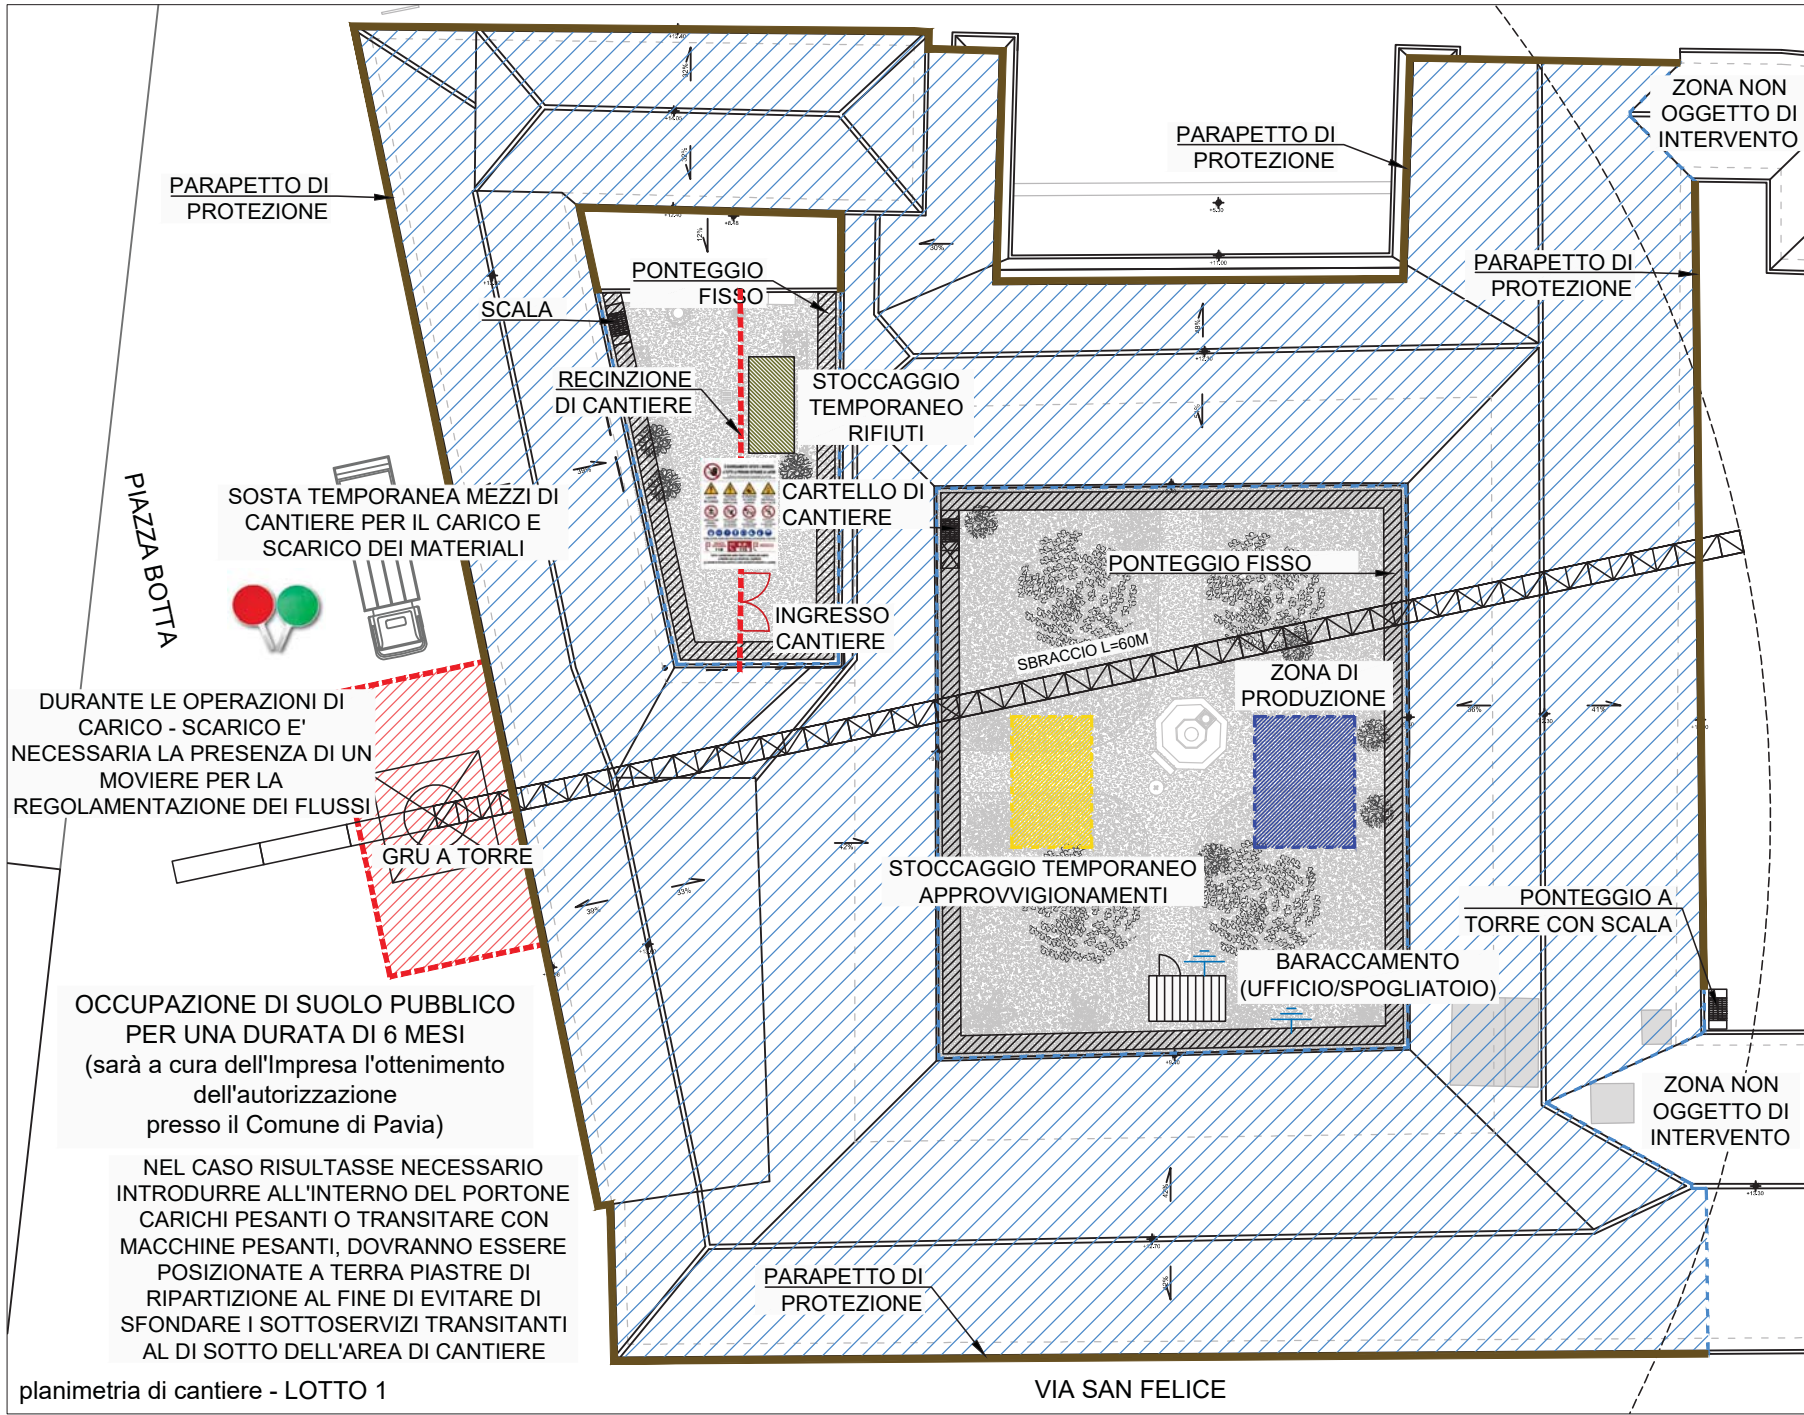 ZONA NON
OGGETTO DI
INTERVENTO
PARAPETTO DI
PROTEZIONE
PARAPETTO DI
PROTEZIONE
PARAPETTO DI
PROTEZIONE
PONTEGGIO
FISSO
SCALA
RECINZIONE
DI CANTIERE
STOCCAGGIO
TEMPORANEO
RIFIUTI
CARTELLO DI
CANTIERE
INGRESSO
CANTIERE
PIAZZA BOTTA
SOSTA TEMPORANEA MEZZI DI
CANTIERE PER IL CARICO E
SCARICO DEI MATERIALI
PONTEGGIO FISSO
SBRACCIO L=60M
ZONA DI
PRODUZIONE
DURANTE LE OPERAZIONI DI
CARICO - SCARICO E'
NECESSARIA LA PRESENZA DI UN
MOVIERE PER LA
REGOLAMENTAZIONE DEI FLUSSI
GRU A TORRE
STOCCAGGIO TEMPORANEO
APPROVVIGIONAMENTI
PONTEGGIO A
TORRE CON SCALA
BARACCAMENTO
(UFFICIO/SPOGLIATOIO)
OCCUPAZIONE DI SUOLO PUBBLICO
PER UNA DURATA DI 6 MESI
(sarà a cura dell'Impresa l'ottenimento
dell'autorizzazione
presso il Comune di Pavia)
ZONA NON
OGGETTO DI
INTERVENTO
NEL CASO RISULTASSE NECESSARIO
INTRODURRE ALL'INTERNO DEL PORTONE
CARICHI PESANTI O TRANSITARE CON
MACCHINE PESANTI, DOVRANNO ESSERE
POSIZIONATE A TERRA PIASTRE DI
RIPARTIZIONE AL FINE DI EVITARE DI
SFONDARE I SOTTOSERVIZI TRANSITANTI
AL DI SOTTO DELL'AREA DI CANTIERE
PARAPETTO DI
PROTEZIONE
planimetria di cantiere - LOTTO 1
VIA SAN FELICE
12%
30%
42%
33%
39%
36%
41%
42%